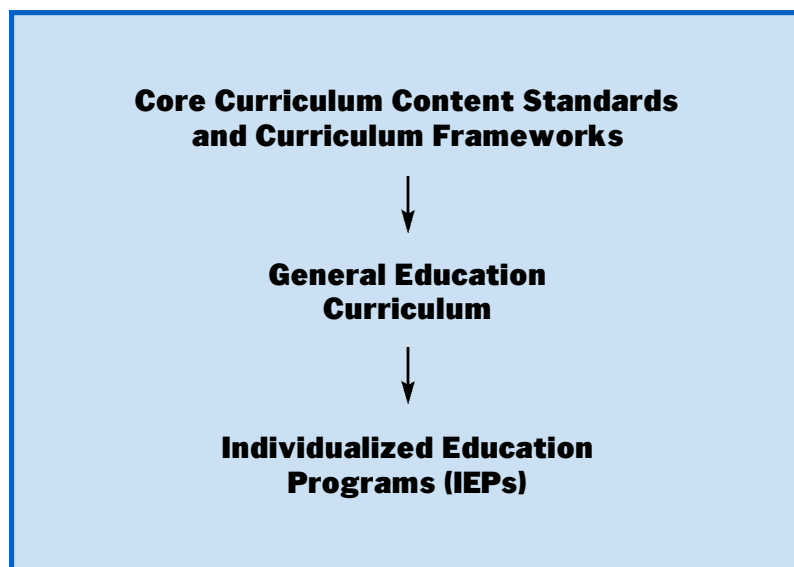 Core Curriculum Content Standards
and Curriculum Frameworks
General Education
Curriculum
Individualized Education
Programs (IEPs)